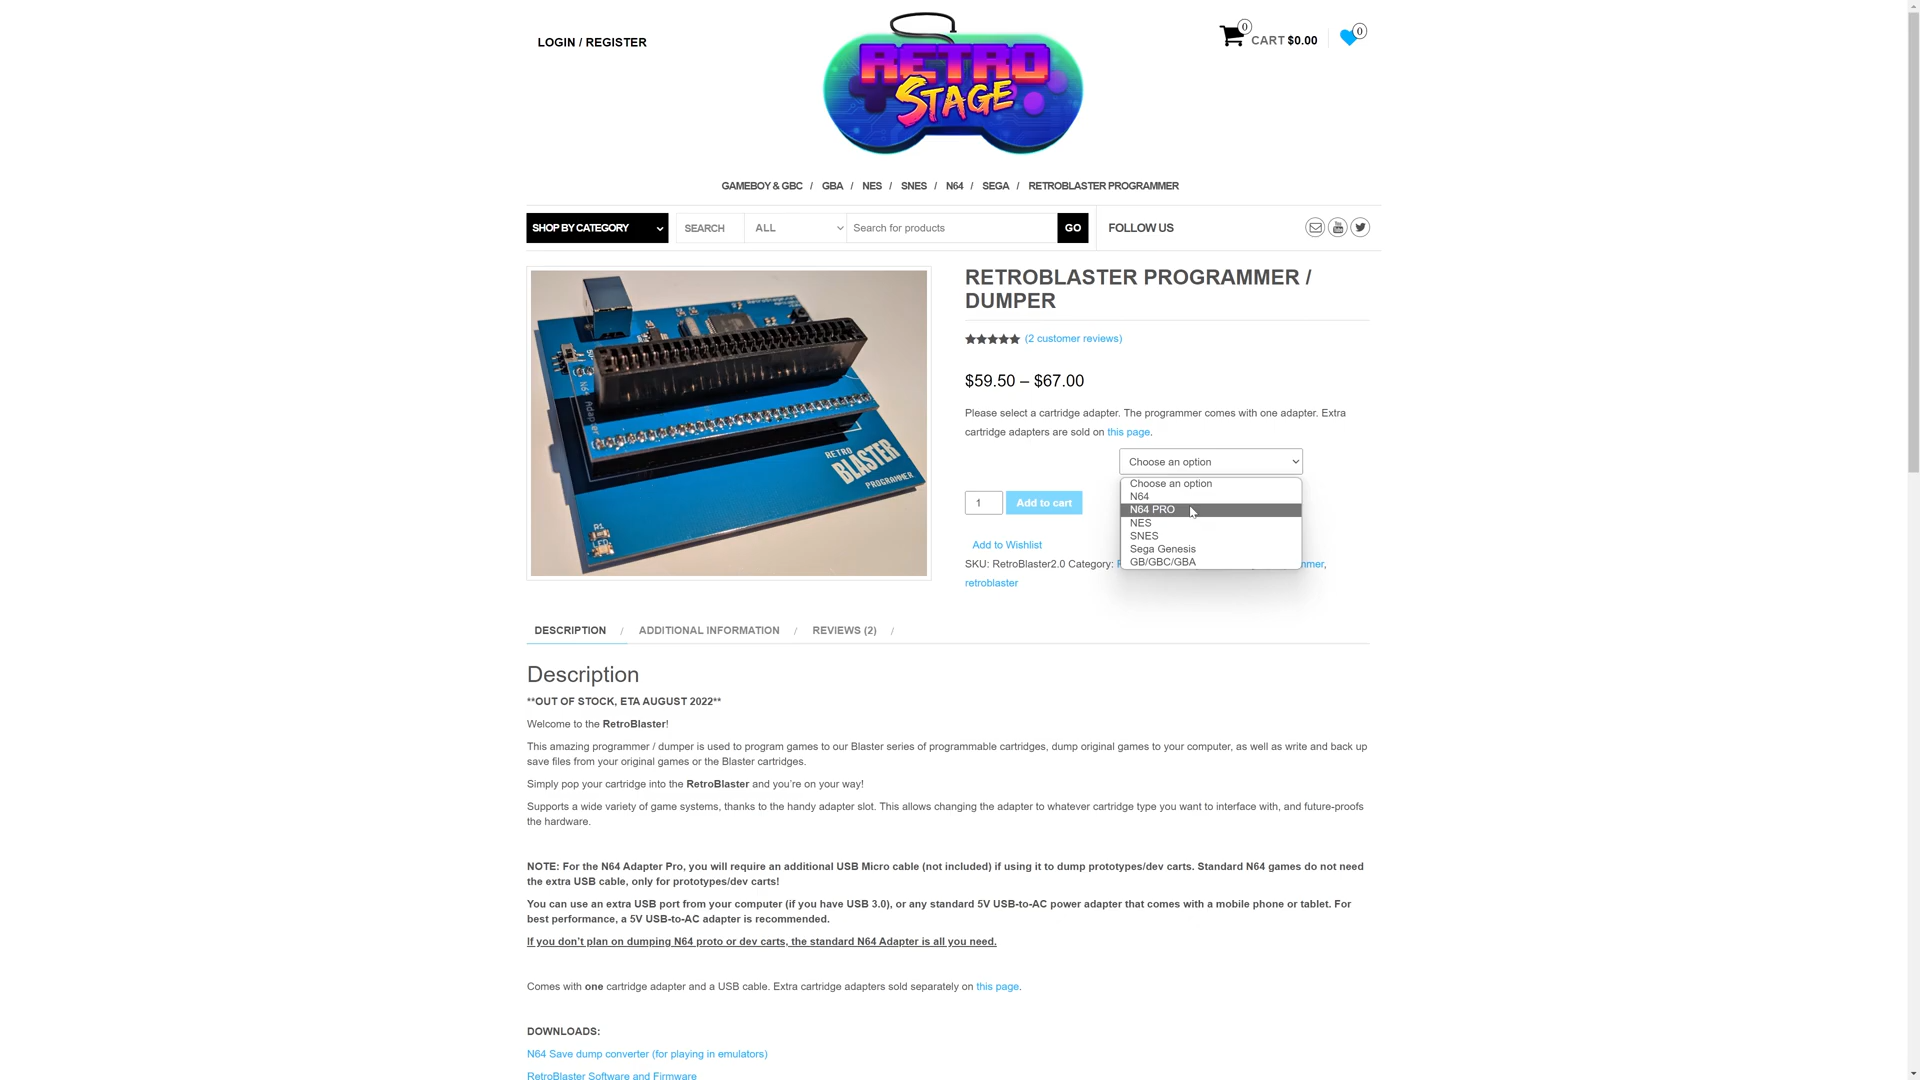 LOGIN / REGISTER
RETRO
STAGE
0
CART $0.00
0
GAMEBOY & GBC / GBA / NES / SNES / N64 / SEGA / RETROBLASTER PROGRAMMER
SHOP BY CATEGORY
SEARCH
ALL
Search for products
GO
FOLLOW US
RETRO
BLASTER
PROGRAMMER
N64 Adapter
R1
LED
RETROBLASTER PROGRAMMER /
DUMPER
(2 customer reviews)
$59.50 – $67.00
Please select a cartridge adapter. The programmer comes with one adapter. Extra
cartridge adapters are sold on this page.
Choose an option
Choose an option
N64
N64 PRO
NES
SNES
Sega Genesis
GB/GBC/GBA
1
Add to cart
Add to Wishlist
SKU: RetroBlaster2.0 Category:
retroblaster
DESCRIPTION / ADDITIONAL INFORMATION / REVIEWS (2) /
Description
**OUT OF STOCK, ETA AUGUST 2022**
Welcome to the RetroBlaster!
This amazing programmer / dumper is used to program games to our Blaster series of programmable cartridges, dump original games to your computer, as well as write and back up
save files from your original games or the Blaster cartridges.
Simply pop your cartridge into the RetroBlaster and you're on your way!
Supports a wide variety of game systems, thanks to the handy adapter slot. This allows changing the adapter to whatever cartridge type you want to interface with, and future-proofs
the hardware.
NOTE: For the N64 Adapter Pro, you will require an additional USB Micro cable (not included) if using it to dump prototypes/dev carts. Standard N64 games do not need
the extra USB cable, only for prototypes/dev carts!
You can use an extra USB port from your computer (if you have USB 3.0), or any standard 5V USB-to-AC power adapter that comes with a mobile phone or tablet. For
best performance, a 5V USB-to-AC adapter is recommended.
If you don't plan on dumping N64 proto or dev carts, the standard N64 Adapter is all you need.
Comes with one cartridge adapter and a USB cable. Extra cartridge adapters sold separately on this page.
DOWNLOADS:
N64 Save dump converter (for playing in emulators)
RetroBlaster Software and Firmware